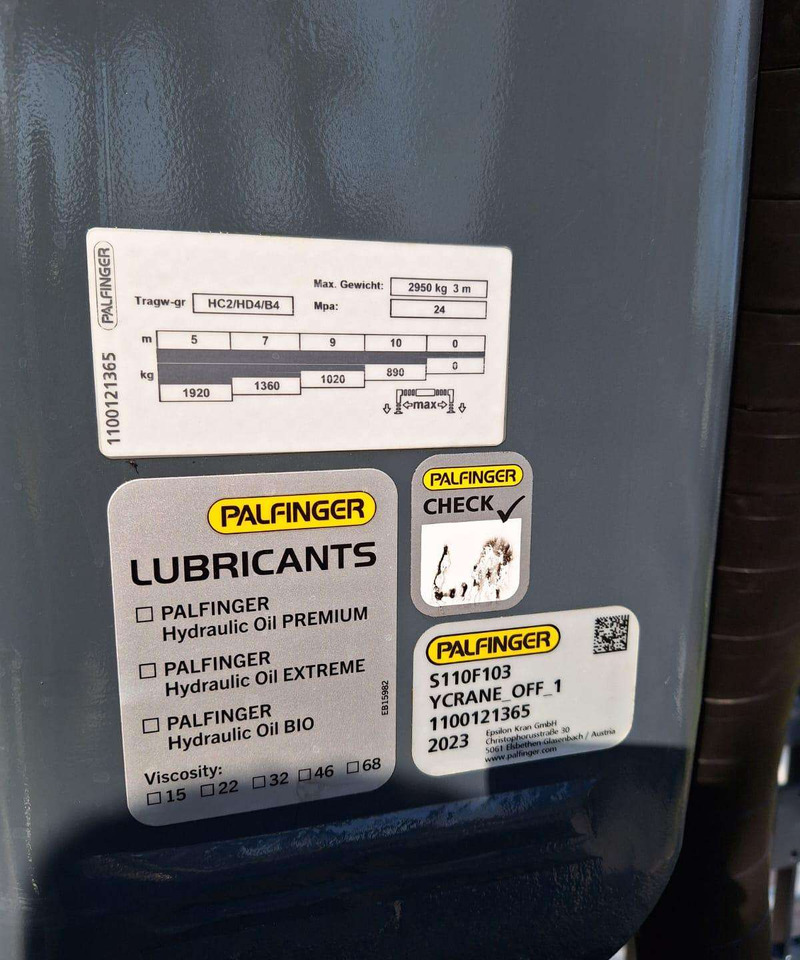 PALFINGER
1100121365
Max. Gewicht: 2950 kg 3 m
Tragw-gr HC2/HD4/B4 Mpa: 24
m 5 7 9 10 0
kg 1920 1360 1020 890 0
max
PALFINGER
LUBRICANTS
PALFINGER
Hydraulic Oil PREMIUM
PALFINGER
Hydraulic Oil EXTREME
PALFINGER
Hydraulic Oil BIO
Viscosity:
15 22 32 46 68
EB15982
PALFINGER
CHECK
PALFINGER
S110F103
YCRANE_OFF_1
1100121365
2023
Epsilon Kran GmbH
Christophorusstraße 30
5061 Elsbethen-Glasenbach / Austria
www.palfinger.com